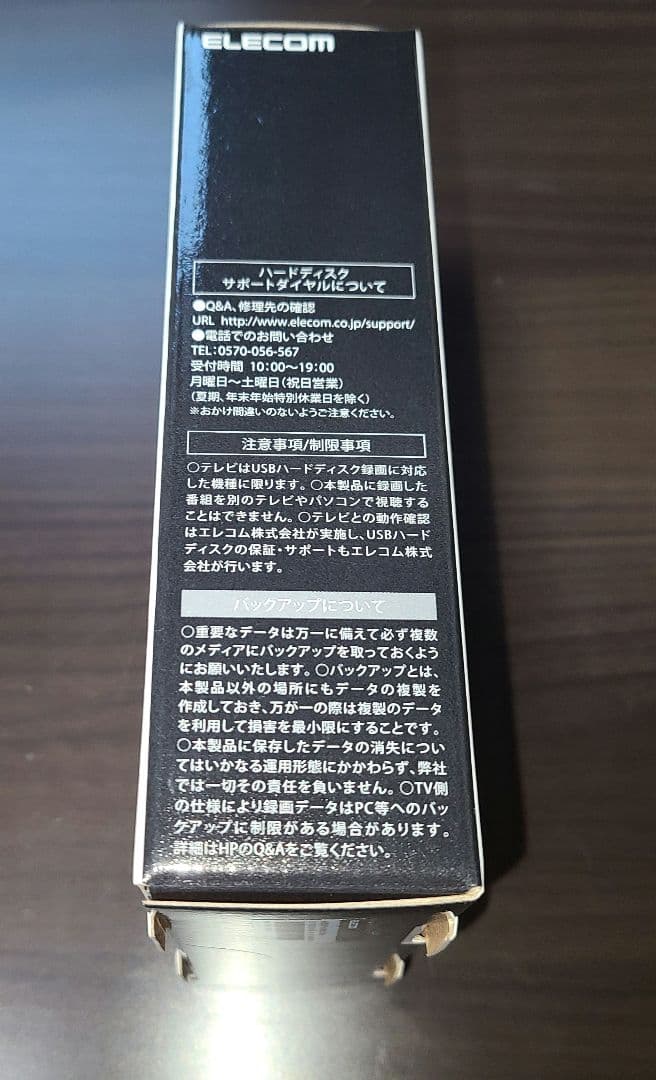 ELECOM
ハードディスク
サポートダイヤルについて
●Q&A、修理先の確認
URL http://www.elecom.co.jp/support/
●電話でのお問い合わせ
TEL:0570-056-567
受付時間 10:00〜19:00
月曜日〜土曜日(祝日営業)
(夏期、年末年始特別休業日を除く)
※おかけ間違いのないようご注意ください。
注意事項/制限事項
○テレビはUSBハードディスク録画に対応
した機種に限ります。○本製品に録画した
番組を別のテレビやパソコンで視聴する
ことはできません。○テレビとの動作確認
はエレコム株式会社が実施し、USBハード
ディスクの保証・サポートもエレコム株式
会社が行います。
バックアップについて
○重要なデータは万一に備えて必ず複数
のメディアにバックアップを取っておくよう
にお願いいたします。○バックアップとは、
本製品以外の場所にもデータの複製を
作成しておき、万が一の際は複製のデータ
を利用して損害を最小限にすることです。
○本製品に保存したデータの消失につい
てはいかなる運用形態にかかわらず、弊社
では一切その責任を負いません。○TV側
の仕様により録画データはPC等へのバッ
クアップに制限がある場合があります。
詳細はHPのQ&Aをご覧ください。